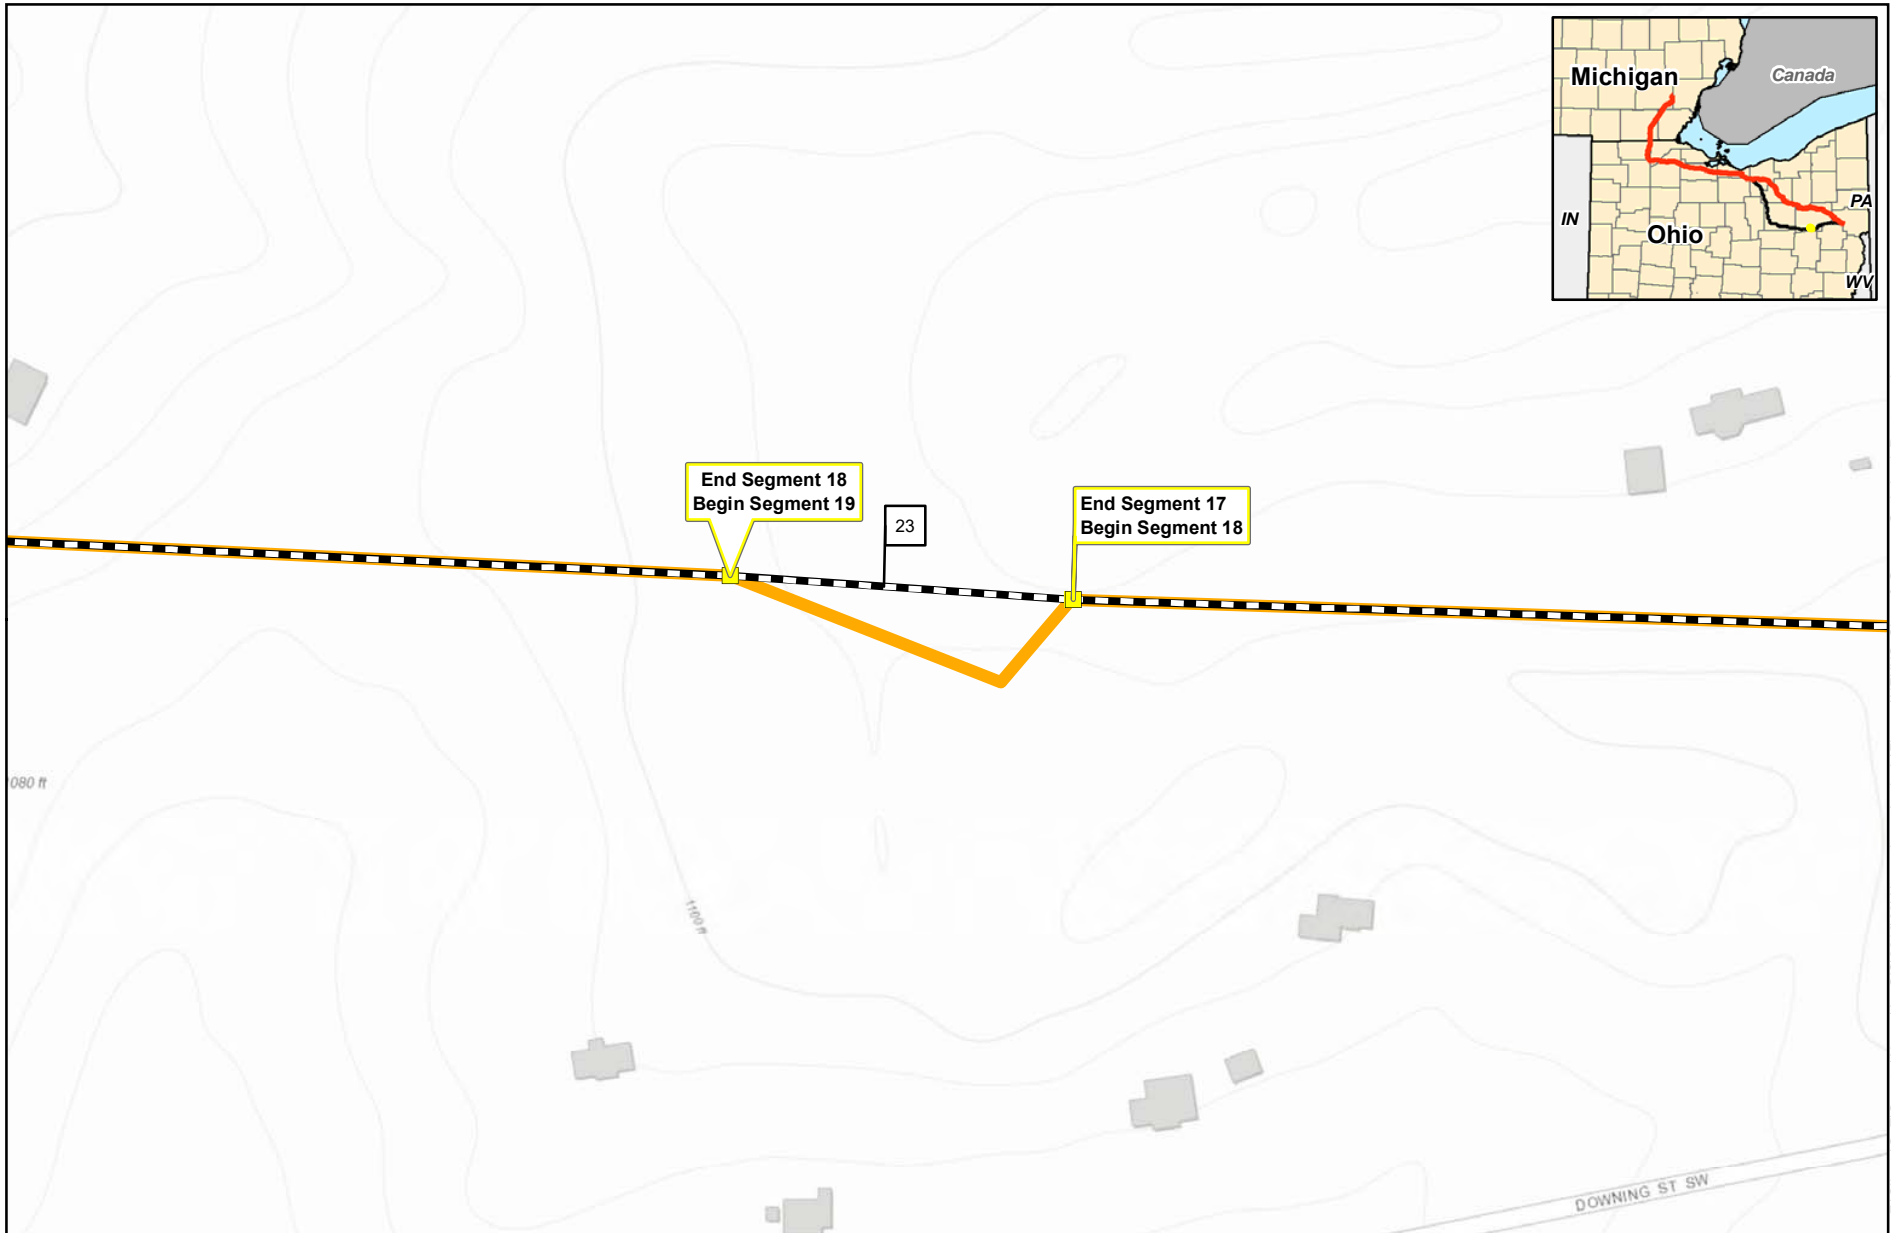 Michigan
Canada
IN
Ohio
PA
WV
End Segment 18
Begin Segment 19
23
End Segment 17
Begin Segment 18
080 ft
1100 ft
DOWNING ST SW